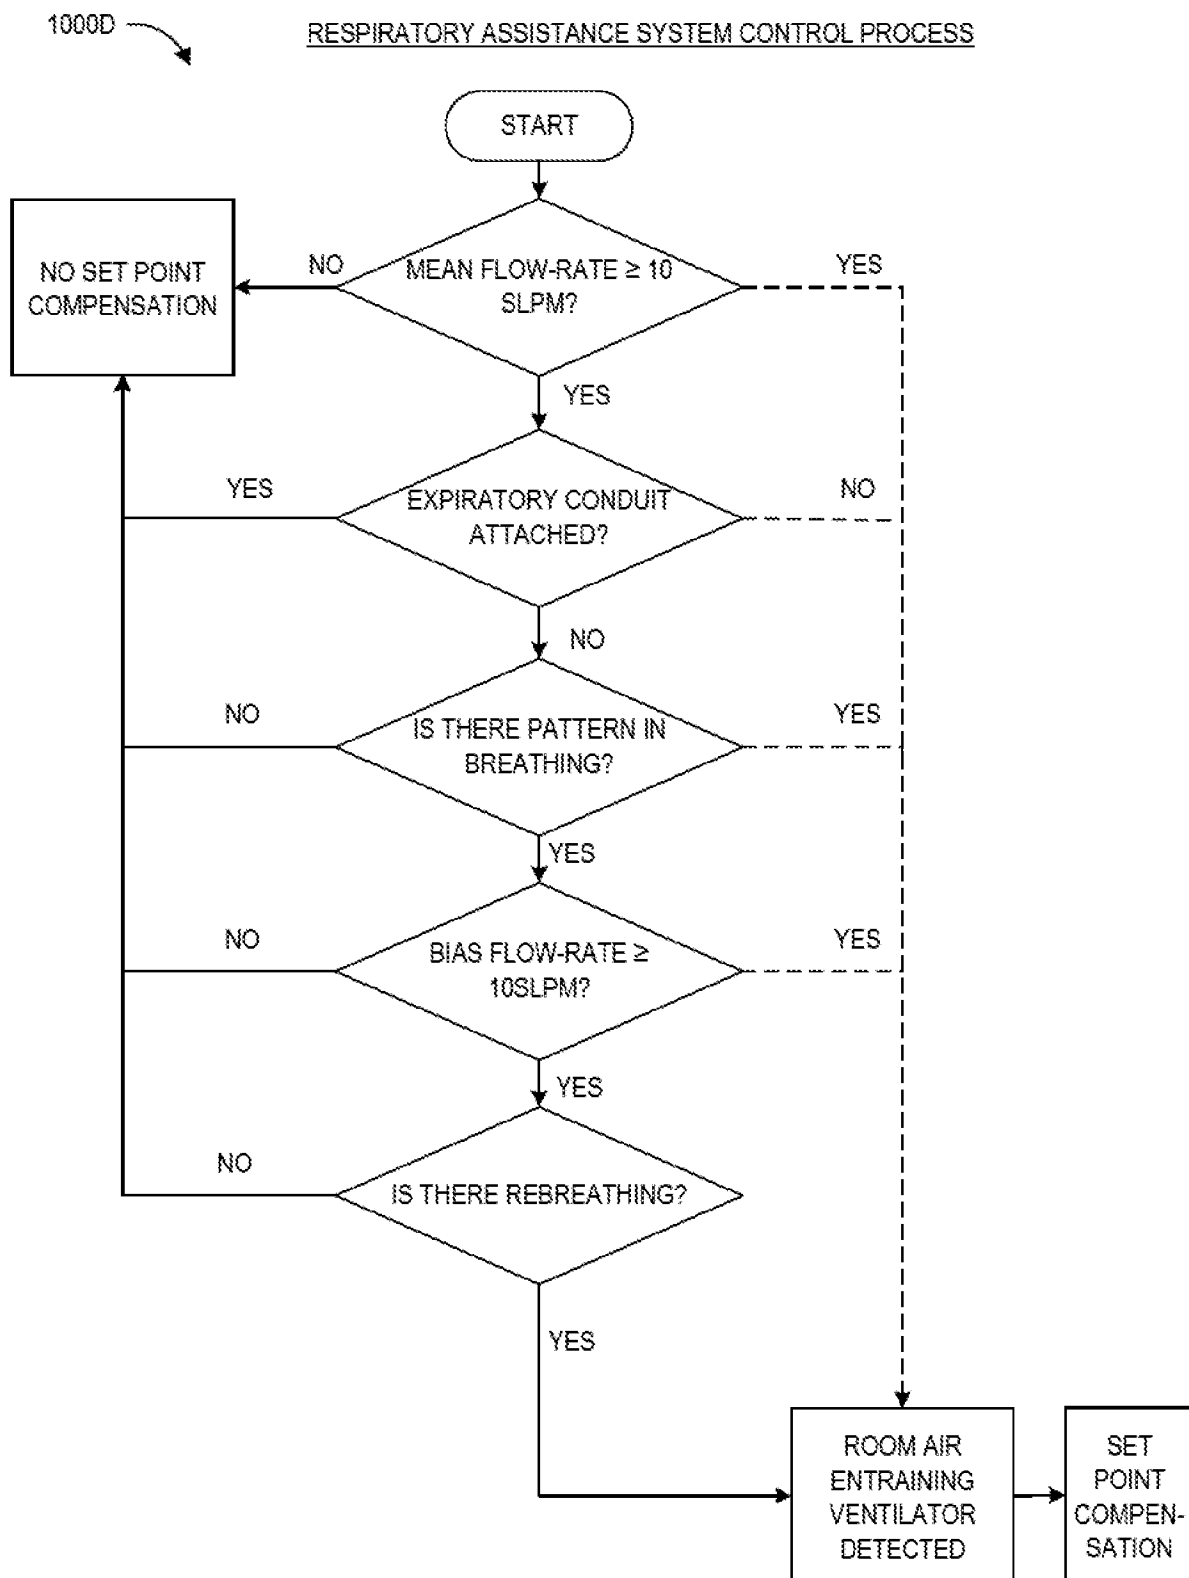 1000D
RESPIRATORY ASSISTANCE SYSTEM CONTROL PROCESS
START
NO SET POINT
COMPENSATION
NO
MEAN FLOW-RATE ≥ 10
SLPM?
YES
YES
YES
EXPIRATORY CONDUIT
ATTACHED?
NO
NO
NO
IS THERE PATTERN IN
BREATHING?
YES
YES
NO
BIAS FLOW-RATE ≥
10SLPM?
YES
YES
NO
IS THERE REBREATHING?
YES
ROOM AIR
ENTRAINING
VENTILATOR
DETECTED
SET
POINT
COMPEN-
SATION